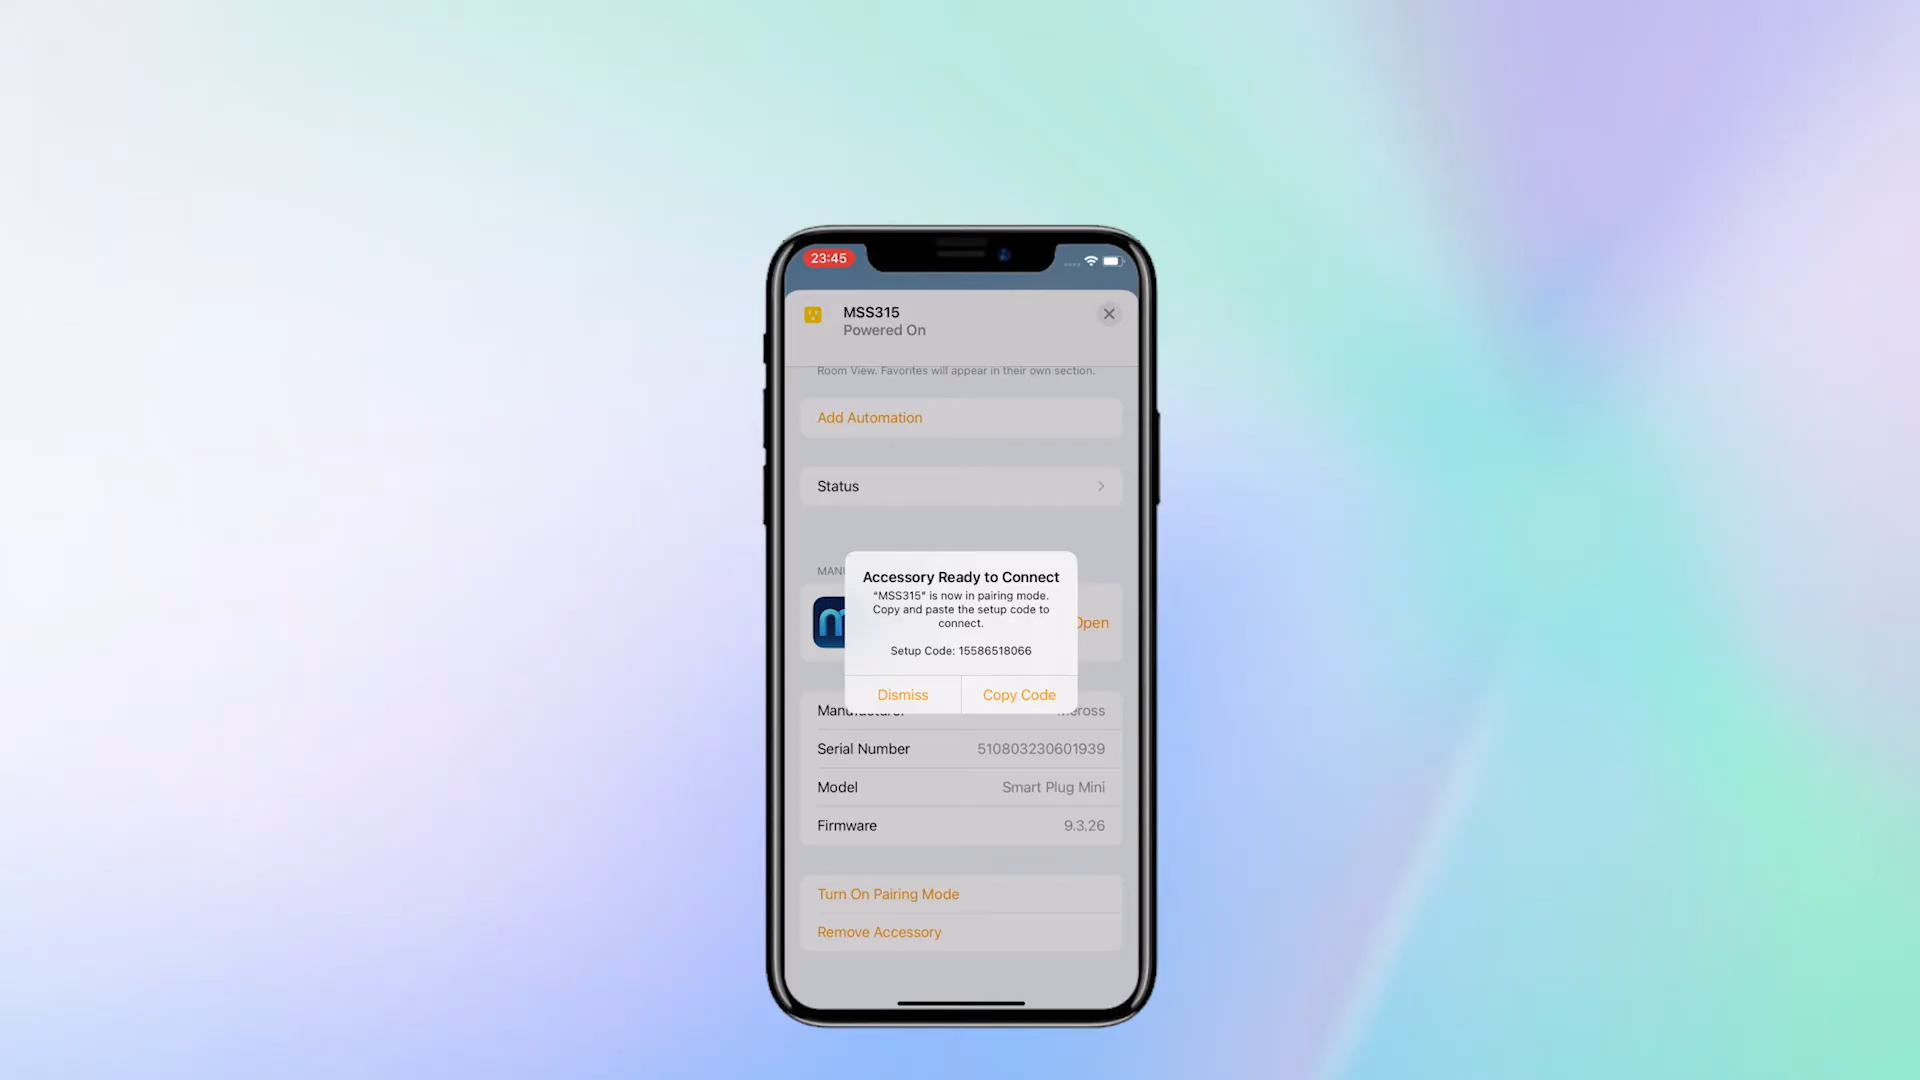 23:45
MSS315
Powered On
Room View. Favorites will appear in their own section.
Add Automation
Status
MANU
Open
Accessory Ready to Connect
“MSS315” is now in pairing mode.
Copy and paste the setup code to
connect.
Setup Code: 15586518066
Dismiss
Copy Code
Manufacturer
Meross
Serial Number
510803230601939
Model
Smart Plug Mini
Firmware
9.3.26
Turn On Pairing Mode
Remove Accessory